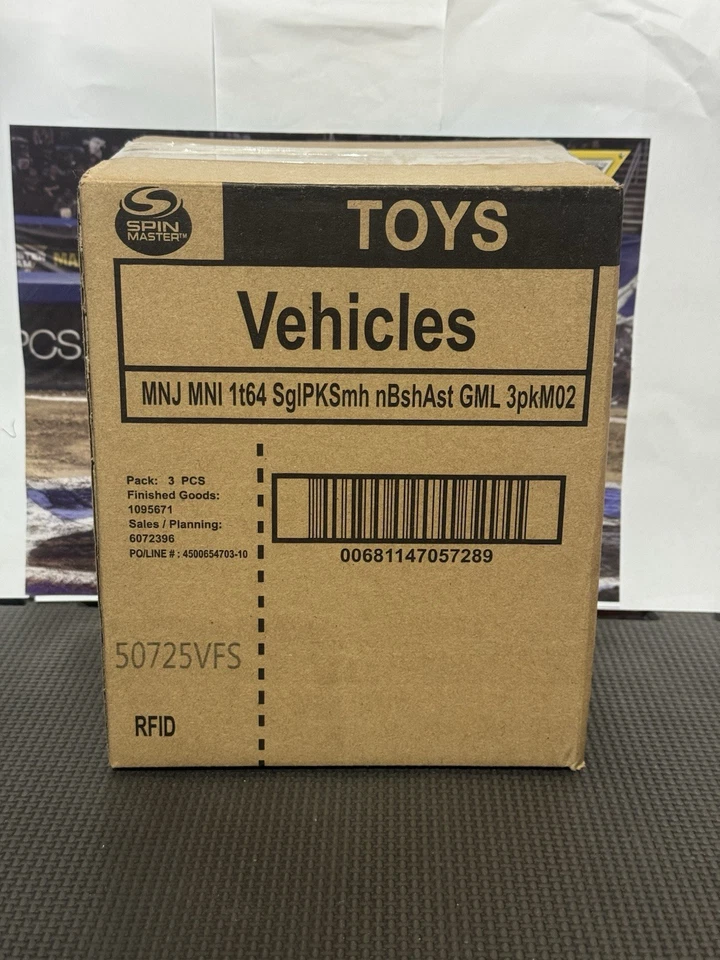 SPIN
MASTER™
TOYS
Vehicles
MNJ MNI 1t64 SglPKSmh nBshAst GML 3pkM02
Pack: 3 PCS
Finished Goods:
1095671
Sales / Planning:
6072396
PO/LINE # : 4500654703-10
00681147057289
50725VFS
RFID
PCS